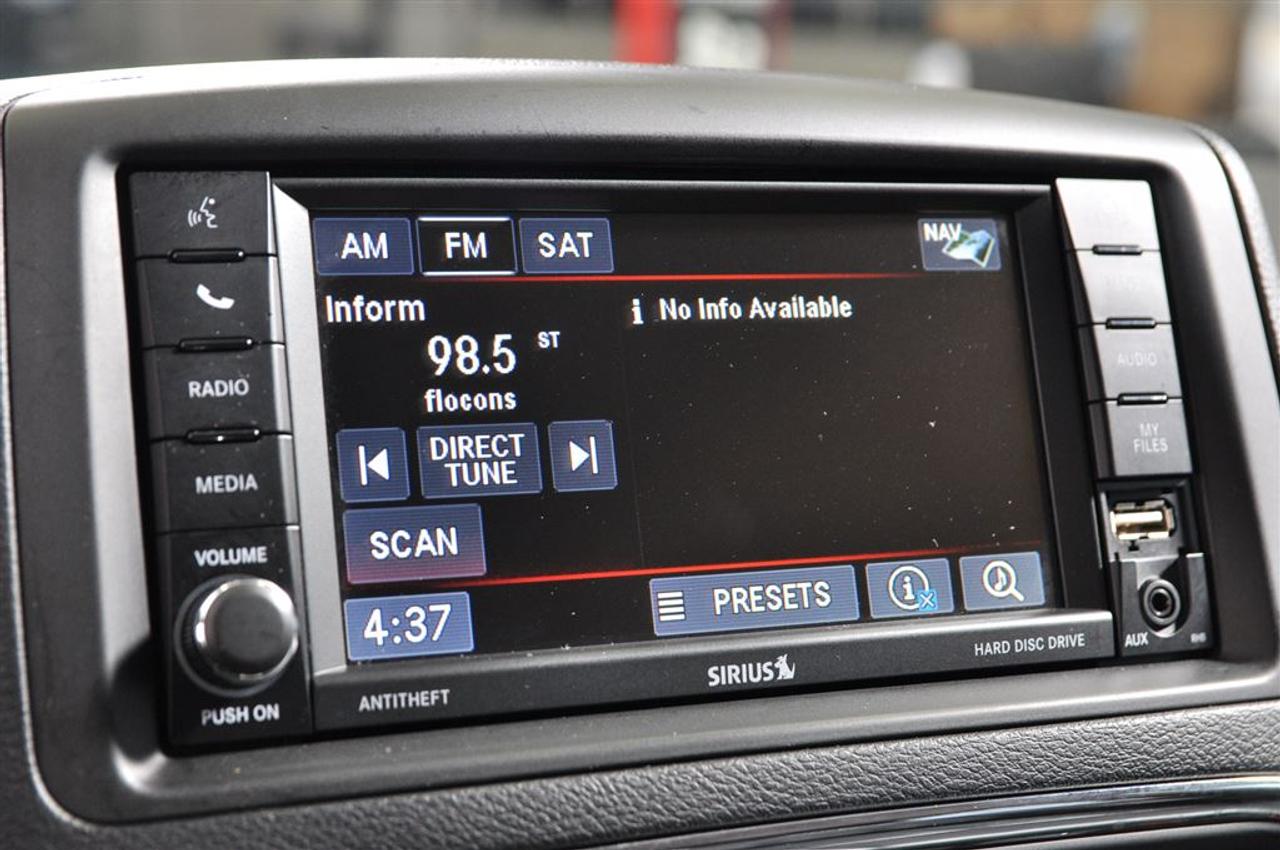 AM
FM
SAT
NAV
Inform
98.5 ST
flocons
DIRECT
TUNE
SCAN
4:37
i No Info Available
PRESETS
i
RADIO
MEDIA
VOLUME
PUSH ON
ANTITHEFT
SIRIUS
HARD DISC DRIVE
AUDIO
MY
FILES
AUX
RHB